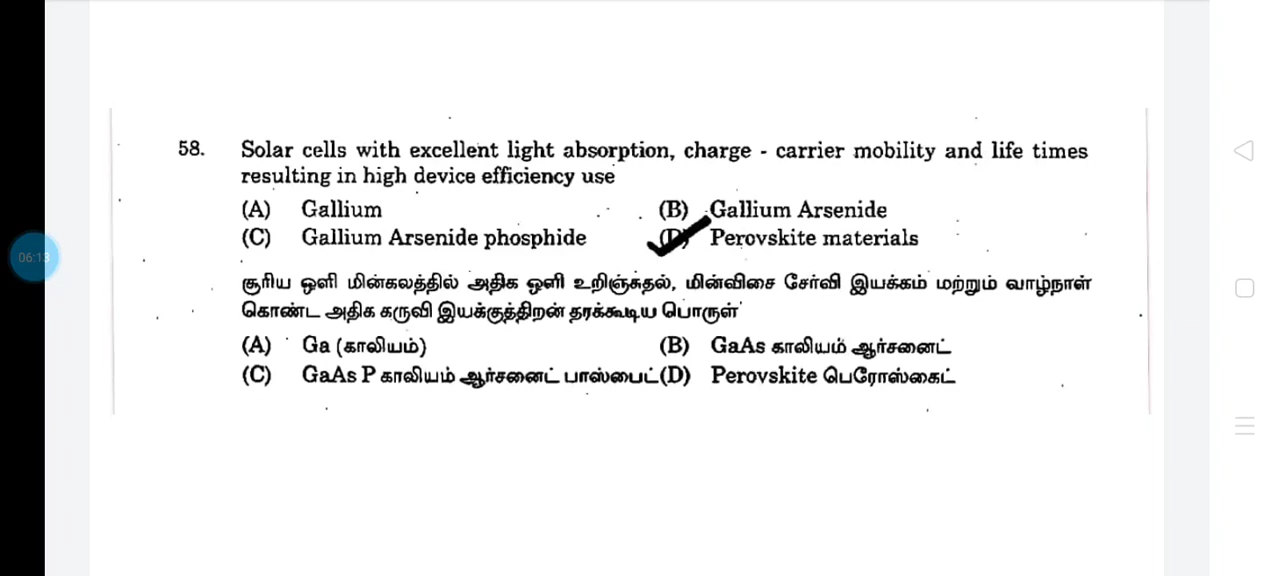 58. Solar cells with excellent light absorption, charge - carrier mobility and life times
resulting in high device efficiency use
(A) Gallium (B) Gallium Arsenide
(C) Gallium Arsenide phosphide (D) Perovskite materials
சூரிய ஒளி மின்கலத்தில் அதிக ஒளி உறிஞ்சுதல், மின்விசை சேர்வி இயக்கம் மற்றும் வாழ்நாள்
கொண்ட அதிக கருவி இயக்குத்திறன் தரக்கூடிய பொருள்
(A) Ga (காலியம்) (B) GaAs காலியம் ஆர்சனைட்
(C) GaAs P காலியம் ஆர்சனைட் பாஸ்பைட் (D) Perovskite பெரோஸ்கைட்
06:13